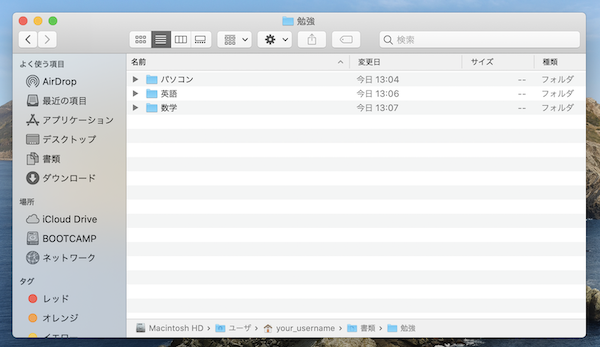 勉強
検索
よく使う項目
AirDrop
最近の項目
アプリケーション
デスクトップ
書類
ダウンロード
場所
iCloud Drive
BOOTCAMP
ネットワーク
タグ
レッド
オレンジ
イエロー
名前 変更日 サイズ 種類
パソコン 今日 13:04 -- フォルダ
英語 今日 13:06 -- フォルダ
数学 今日 13:07 -- フォルダ
Macintosh HD › ユーザ › your_username › 書類 › 勉強